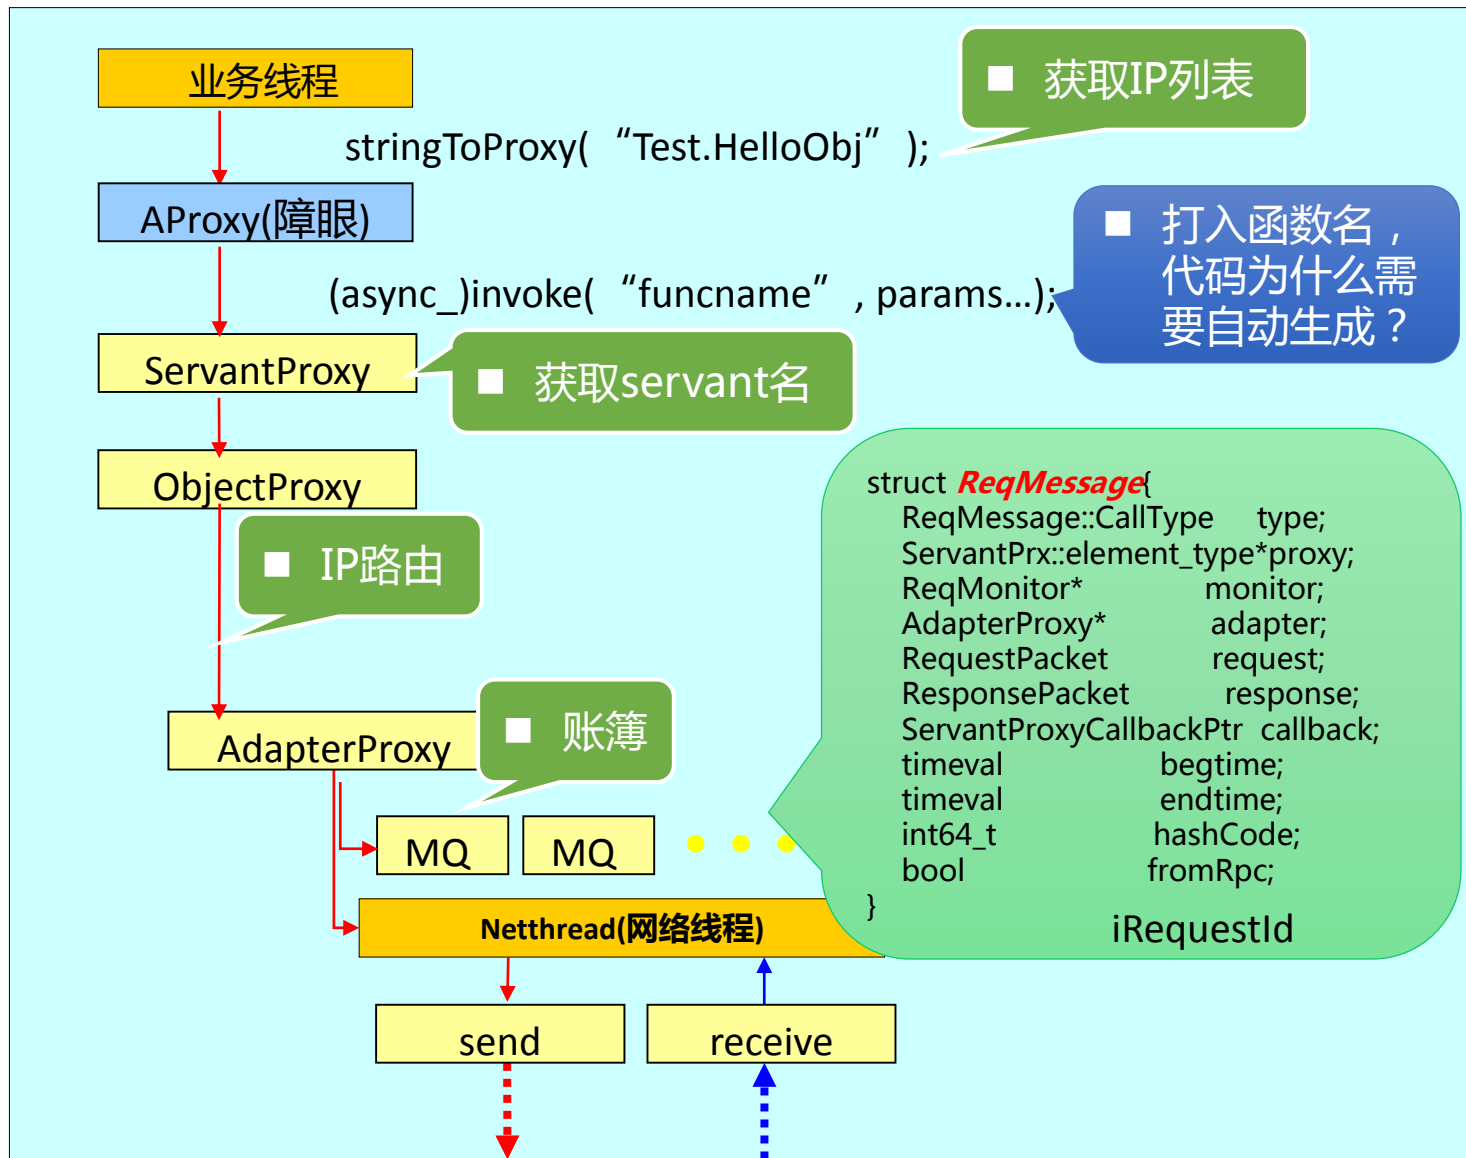 业务线程
■ 获取IP列表
stringToProxy( “Test.HelloObj” );
AProxy(障眼)
■ 打入函数名，
代码为什么需
要自动生成？
(async_)invoke( “funcname” , params…);
ServantProxy
■ 获取servant名
ObjectProxy
■ IP路由
AdapterProxy
■ 账簿
MQ
MQ
struct ReqMessage{
ReqMessage::CallType type;
ServantPrx::element_type*proxy;
ReqMonitor* monitor;
AdapterProxy* adapter;
RequestPacket request;
ResponsePacket response;
ServantProxyCallbackPtr callback;
timeval begtime;
timeval endtime;
int64_t hashCode;
bool fromRpc;
}
iRequestId
Netthread(网络线程)
send
receive